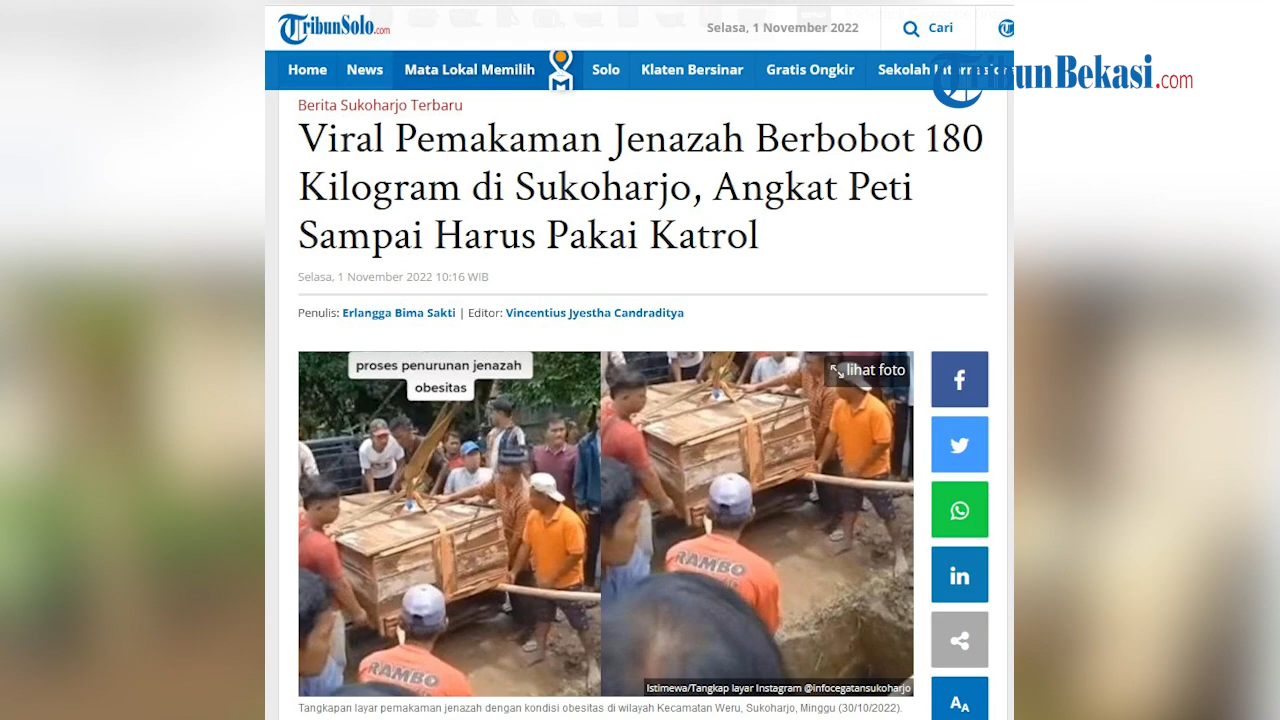 TribunSolo.com
Selasa, 1 November 2022
Cari
Home News Mata Lokal Memilih Solo Klaten Bersinar Gratis Ongkir Sekolah
TribunBekasi.com
Berita Sukoharjo Terbaru
Viral Pemakaman Jenazah Berbobot 180
Kilogram di Sukoharjo, Angkat Peti
Sampai Harus Pakai Katrol
Selasa, 1 November 2022 10:16 WIB
Penulis: Erlangga Bima Sakti | Editor: Vincentius Jyestha Candraditya
proses penurunan jenazah
obesitas
lihat foto
RAMBO
RAMBO
Istimewa/Tangkap layar Instagram @infocegatansukoharjo
Tangkapan layar pemakaman jenazah dengan kondisi obesitas di wilayah Kecamatan Weru, Sukoharjo, Minggu (30/10/2022).
AA